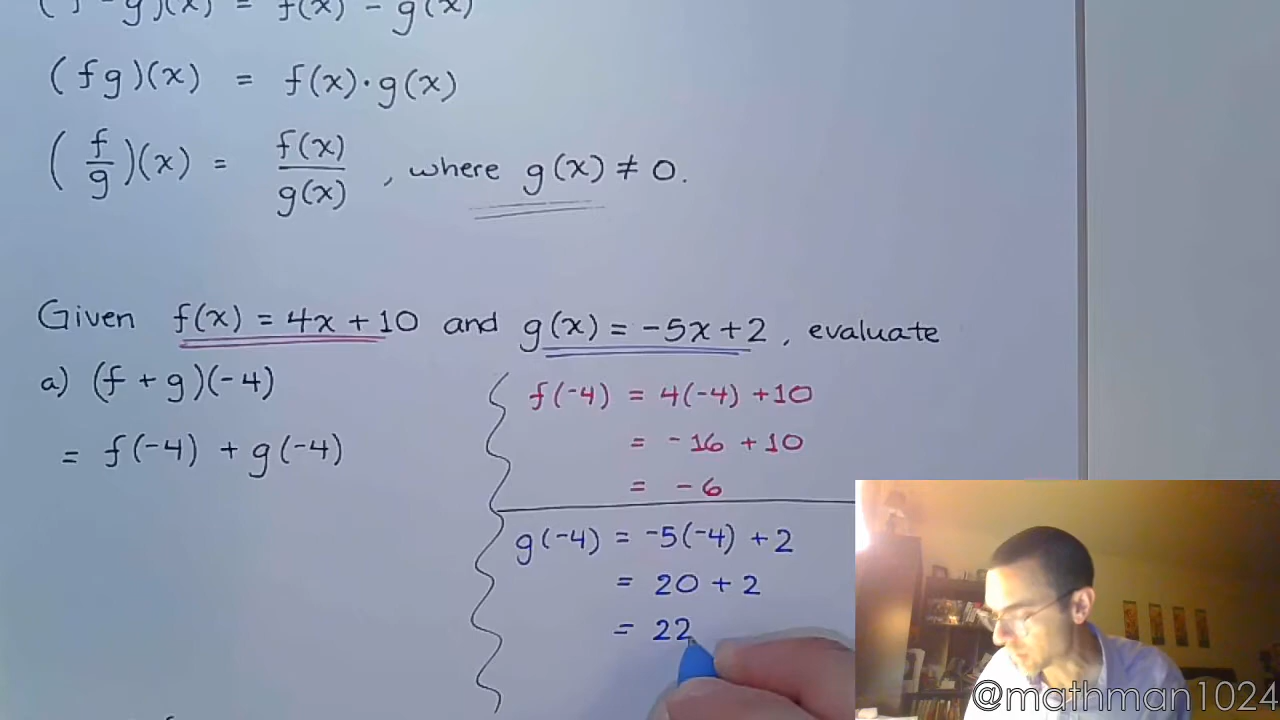 (f - g)(x) = f(x) - g(x)
(fg)(x) = f(x)·g(x)
(f/g)(x) = f(x)/g(x), where g(x) ≠ 0.
Given f(x) = 4x + 10 and g(x) = -5x + 2, evaluate
a) (f + g)(-4)
= f(-4) + g(-4)
f(-4) = 4(-4) + 10
= -16 + 10
= -6
g(-4) = -5(-4) + 2
= 20 + 2
= 22
@mathman1024